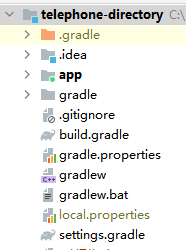 telephone-directory C:\
.gradle
.idea
app
gradle
.gitignore
build.gradle
gradle.properties
gradlew
gradlew.bat
local.properties
settings.gradle